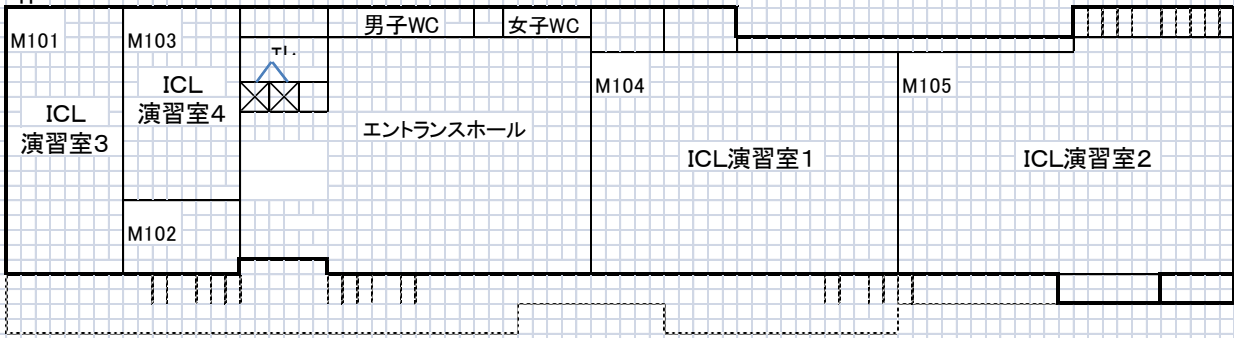 男子WC
女子WC
M101
M103
M104
M105
ICL
演習室3
ICL
演習室4
エントランスホール
ICL演習室1
ICL演習室2
M102